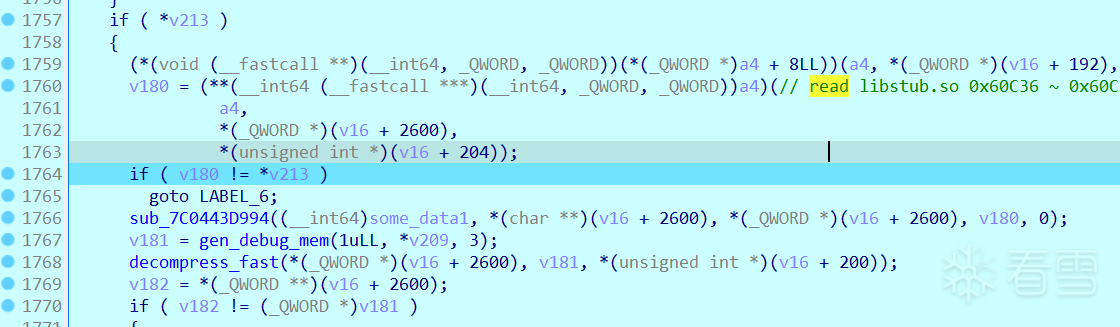 1757 if ( *v213 )
1758 {
1759 (*(void (__fastcall **)(__int64, _QWORD, _QWORD))(*(_QWORD *)a4 + 8LL))(a4, *(_QWORD *)(v16 + 192),
1760 v180 = (**(__int64 (__fastcall ***)(__int64, _QWORD, _QWORD))a4)(// read libstub.so 0x60C36 ~ 0x60C
1761 a4,
1762 *(_QWORD *)(v16 + 2600),
1763 *(unsigned int *)(v16 + 204));
1764 if ( v180 != *v213 )
1765 goto LABEL_6;
1766 sub_7C0443D994((__int64)some_data1, *(char **)(v16 + 2600), *(_QWORD *)(v16 + 2600), v180, 0);
1767 v181 = gen_debug_mem(1uLL, *v209, 3);
1768 decompress_fast(*(_QWORD *)(v16 + 2600), v181, *(unsigned int *)(v16 + 200));
1769 v182 = *(_QWORD **)(v16 + 2600);
1770 if ( v182 != (_QWORD *)v181 )
看雪